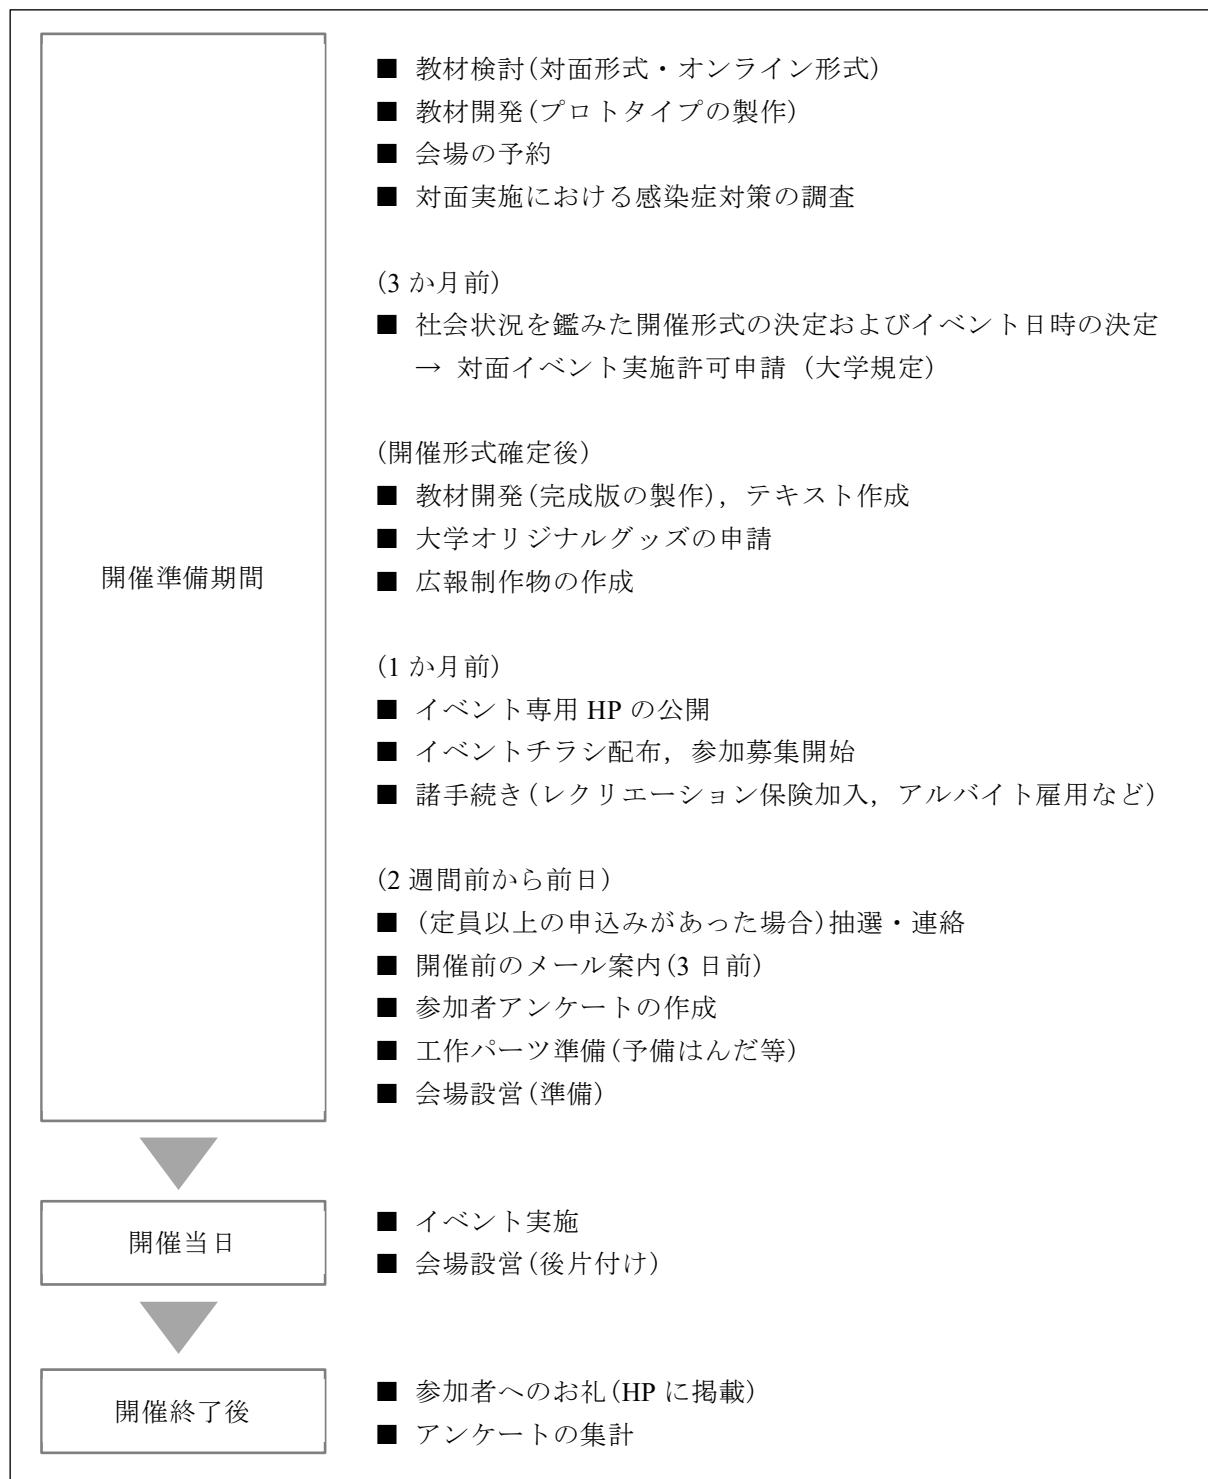 ■ 教材検討(対面形式・オンライン形式)
■ 教材開発(プロトタイプの製作)
■ 会場の予約
■ 対面実施における感染症対策の調査
(3 か月前)
■ 社会状況を鑑みた開催形式の決定およびイベント日時の決定
→ 対面イベント実施許可申請 (大学規定)
(開催形式確定後)
■ 教材開発(完成版の製作), テキスト作成
■ 大学オリジナルグッズの申請
開催準備期間
■ 広報制作物の作成
(1 か月前)
■ イベント専用 HP の公開
■ イベントチラシ配布, 参加募集開始
■ 諸手続き(レクリエーション保険加入, アルバイト雇用など)
(2 週間前から前日)
■ (定員以上の申込みがあった場合)抽選・連絡
■ 開催前のメール案内(3 日前)
■ 参加者アンケートの作成
■ 工作パーツ準備(予備はんだ等)
■ 会場設営(準備)
開催当日
■ イベント実施
■ 会場設営(後片付け)
開催終了後
■ 参加者へのお礼(HP に掲載)
■ アンケートの集計